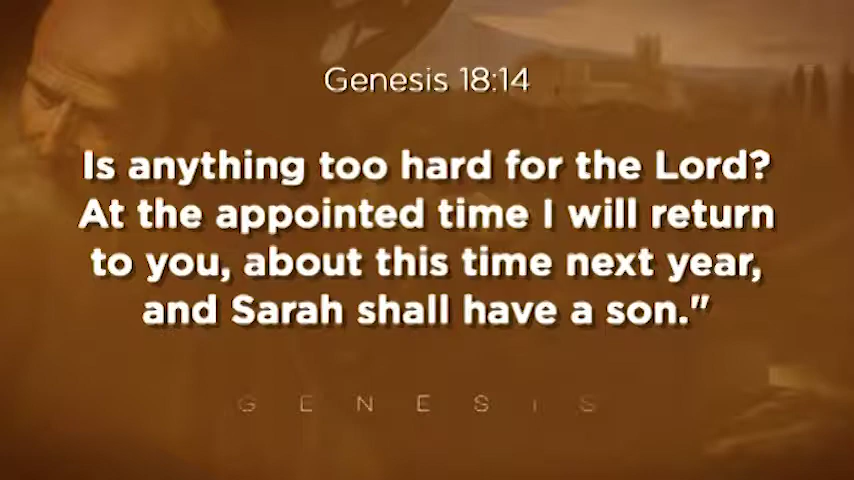 Genesis 18:14
Is anything too hard for the Lord?
At the appointed time I will return
to you, about this time next year,
and Sarah shall have a son."
GENESIS